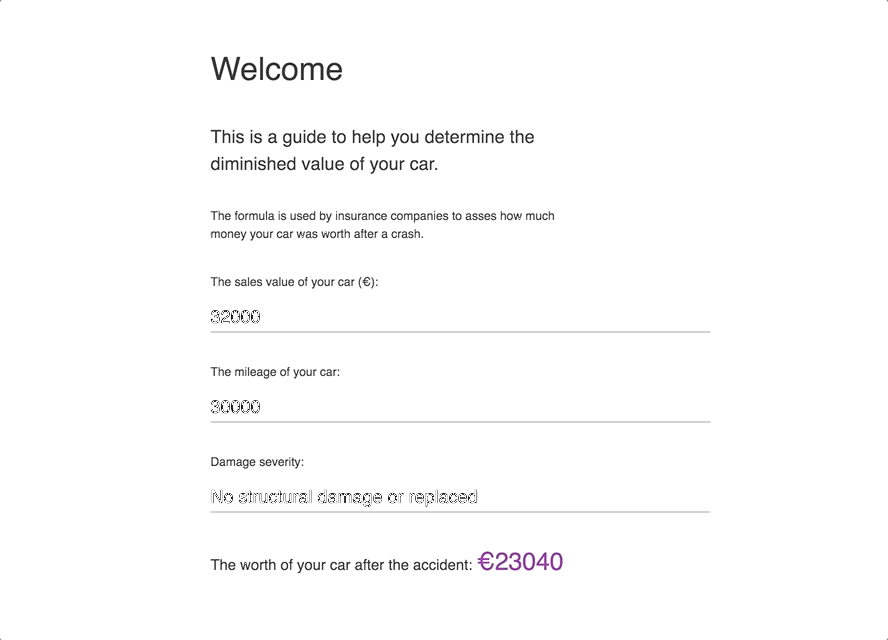 Welcome
This is a guide to help you determine the
diminished value of your car.
The formula is used by insurance companies to asses how much
money your car was worth after a crash.
The sales value of your car (€):
32000
The mileage of your car:
30000
Damage severity:
No structural damage or replaced
The worth of your car after the accident: €23040